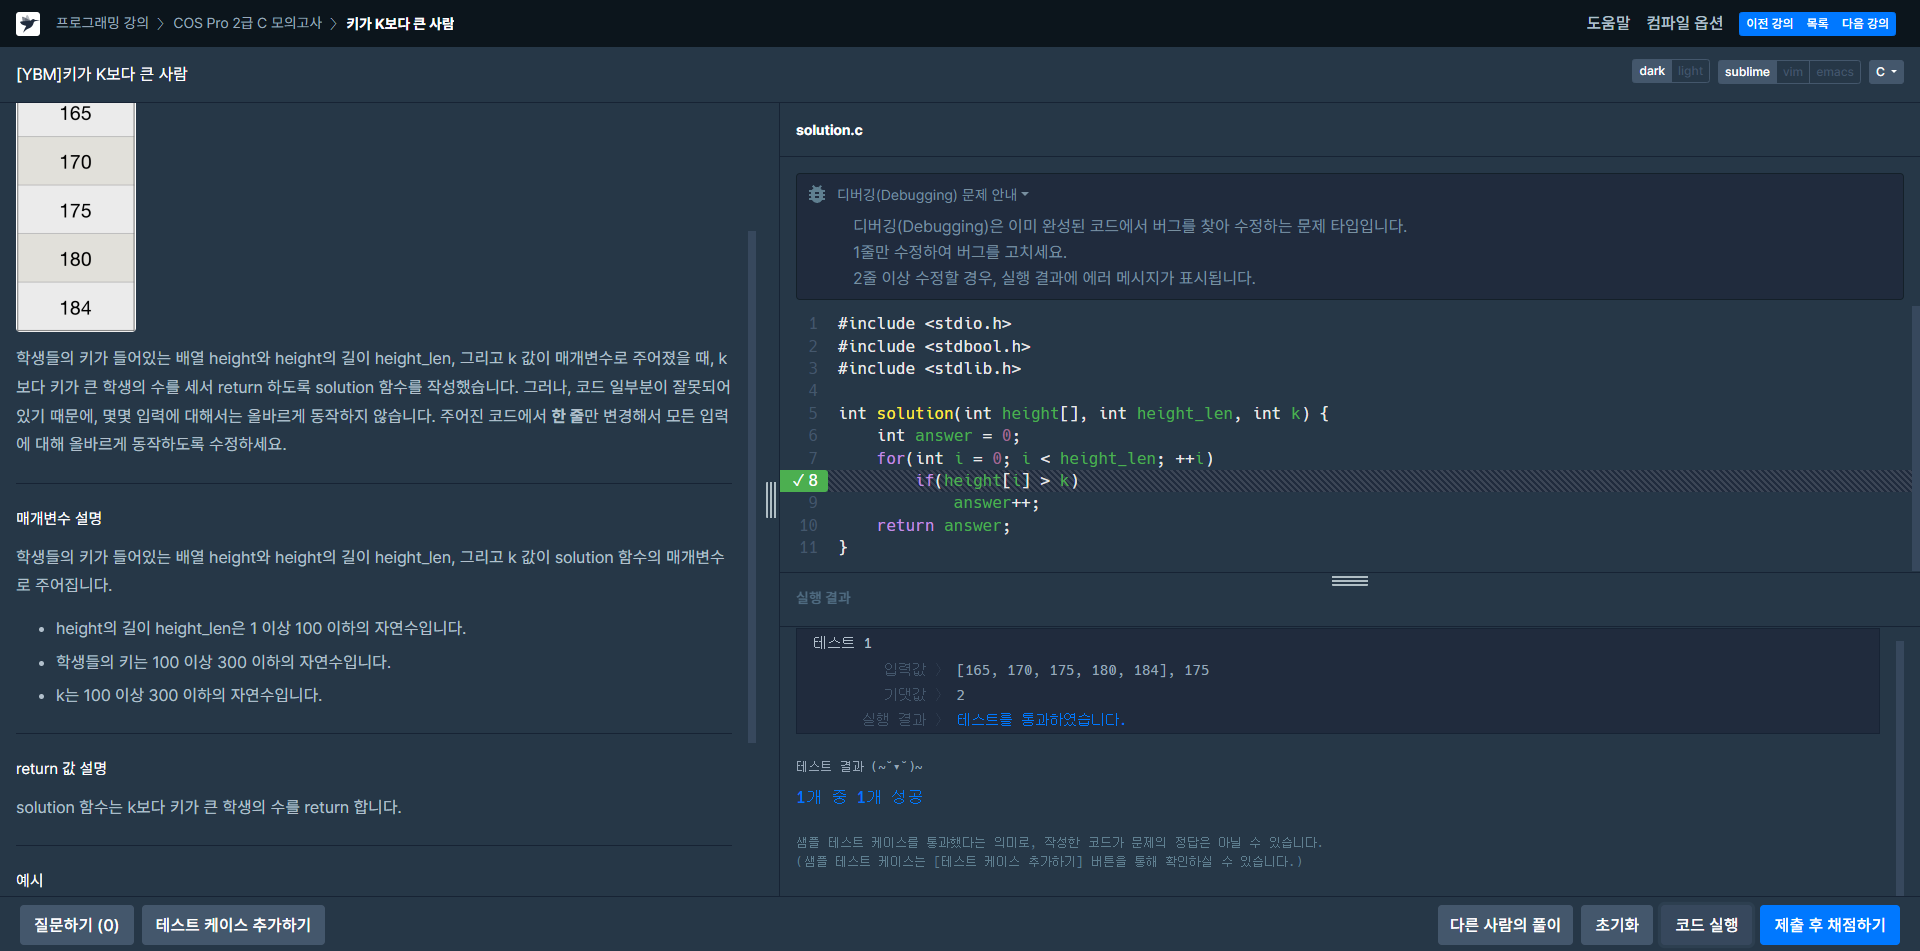 프로그래밍 강의 > COS Pro 2급 C 모의고사 > 키가 K보다 큰 사람
도움말 컴파일 옵션 이전 강의 목록 다음 강의
[YBM]키가 K보다 큰 사람
dark light sublime vim emacs C
165
170
175
180
184
학생들의 키가 들어있는 배열 height와 height의 길이 height_len, 그리고 k 값이 매개변수로 주어졌을 때, k
보다 키가 큰 학생의 수를 세서 return 하도록 solution 함수를 작성했습니다. 그러나, 코드 일부분이 잘못되어
있기 때문에, 몇몇 입력에 대해서는 올바르게 동작하지 않습니다. 주어진 코드에서 한 줄만 변경해서 모든 입력
에 대해 올바르게 동작하도록 수정하세요.
매개변수 설명
학생들의 키가 들어있는 배열 height와 height의 길이 height_len, 그리고 k 값이 solution 함수의 매개변수
로 주어집니다.
• height의 길이 height_len은 1 이상 100 이하의 자연수입니다.
• 학생들의 키는 100 이상 300 이하의 자연수입니다.
• k는 100 이상 300 이하의 자연수입니다.
return 값 설명
solution 함수는 k보다 키가 큰 학생의 수를 return 합니다.
예시
solution.c
디버깅(Debugging) 문제 안내
디버깅(Debugging)은 이미 완성된 코드에서 버그를 찾아 수정하는 문제 타입입니다.
1줄만 수정하여 버그를 고치세요.
2줄 이상 수정할 경우, 실행 결과에 에러 메시지가 표시됩니다.
1 #include <stdio.h>
2 #include <stdbool.h>
3 #include <stdlib.h>
4
5 int solution(int height[], int height_len, int k) {
6     int answer = 0;
7     for(int i = 0; i < height_len; ++i)
✓ 8         if(height[i] > k)
9             answer++;
10     return answer;
11 }
실행 결과
테스트 1
입력값 > [165, 170, 175, 180, 184], 175
기댓값 > 2
실행 결과 > 테스트를 통과하였습니다.
테스트 결과 (~˘▾˘)~
1개 중 1개 성공
샘플 테스트 케이스를 통과했다는 의미로, 작성한 코드가 문제의 정답은 아닐 수 있습니다.
(샘플 테스트 케이스는 [테스트 케이스 추가하기] 버튼을 통해 확인하실 수 있습니다.)
질문하기 (0) 테스트 케이스 추가하기 다른 사람의 풀이 초기화 코드 실행 제출 후 채점하기